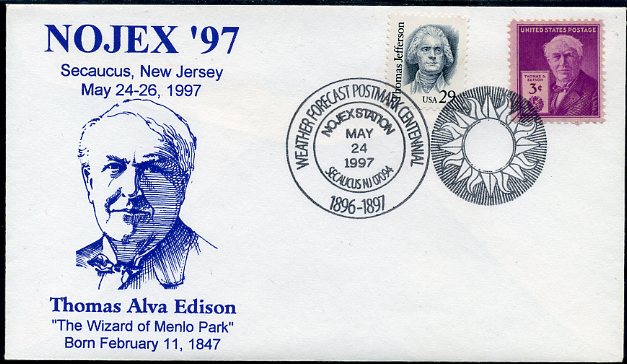 NOJEX '97
Secaucus, New Jersey
May 24-26, 1997
Thomas Jefferson
USA 29
UNITED STATES POSTAGE
THOMAS A. EDISON
3¢
WEATHER FORECAST POSTMARK CENTENNIAL
NOJEX STATION
MAY
24
1997
SECAUCUS NJ 07094
1896-1897
Thomas Alva Edison
"The Wizard of Menlo Park"
Born February 11, 1847